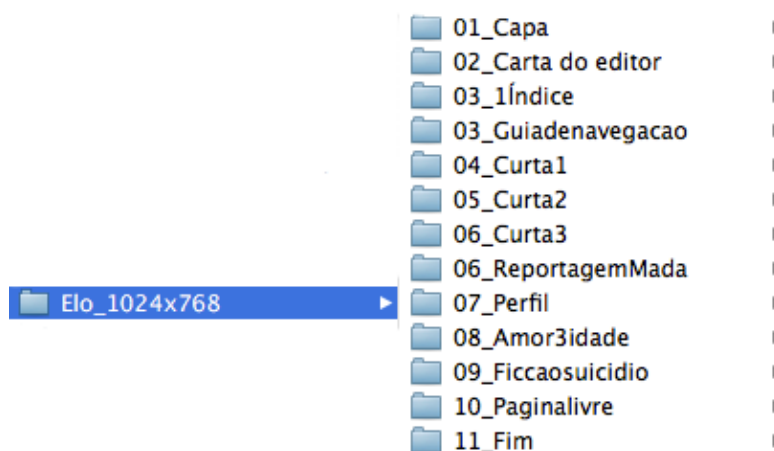 01_Capa
02_Carta do editor
03_1Índice
03_Guiadenavegacao
04_Curta1
05_Curta2
06_Curta3
06_ReportagemMada
Elo_1024x768
07_Perfil
08_Amor3idade
09_Ficcaosuicidio
10_Paginalivre
11_Fim